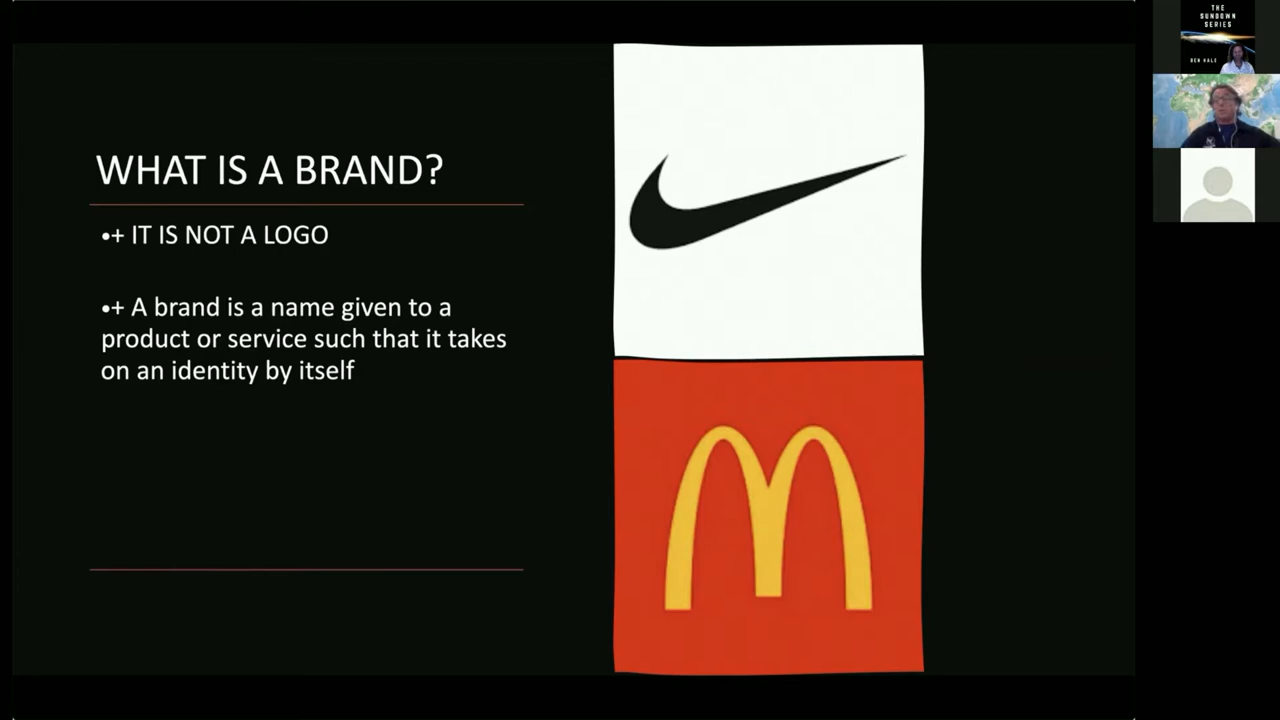 WHAT IS A BRAND?
•+ IT IS NOT A LOGO
•+ A brand is a name given to a
product or service such that it takes
on an identity by itself
THE
SUNDOWN
SERIES
BEN HALE